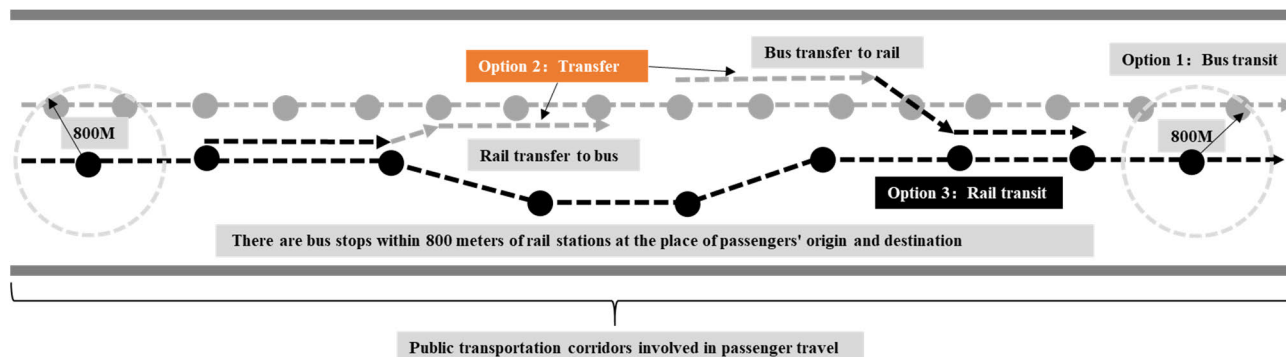 Bus transfer to rail
Option 2：Transfer
Option 1：Bus transit
800M
800M
Rail transfer to bus
Option 3：Rail transit
There are bus stops within 800 meters of rail stations at the place of passengers' origin and destination
Public transportation corridors involved in passenger travel